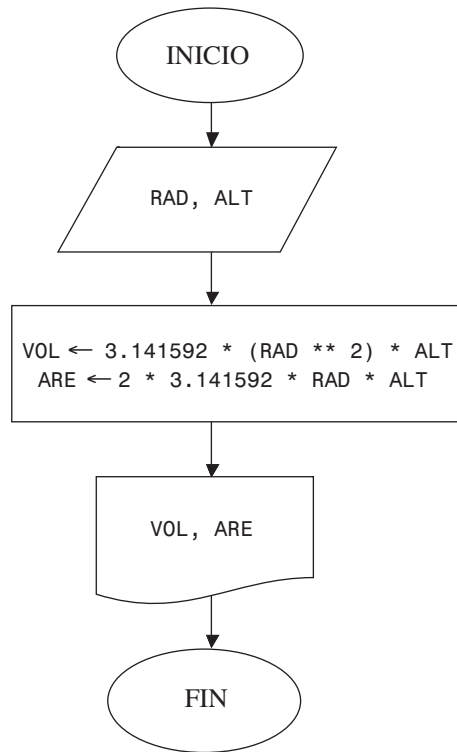 INICIO
RAD, ALT
VOL ← 3.141592 * (RAD ** 2) * ALT
ARE ← 2 * 3.141592 * RAD * ALT
VOL, ARE
FIN